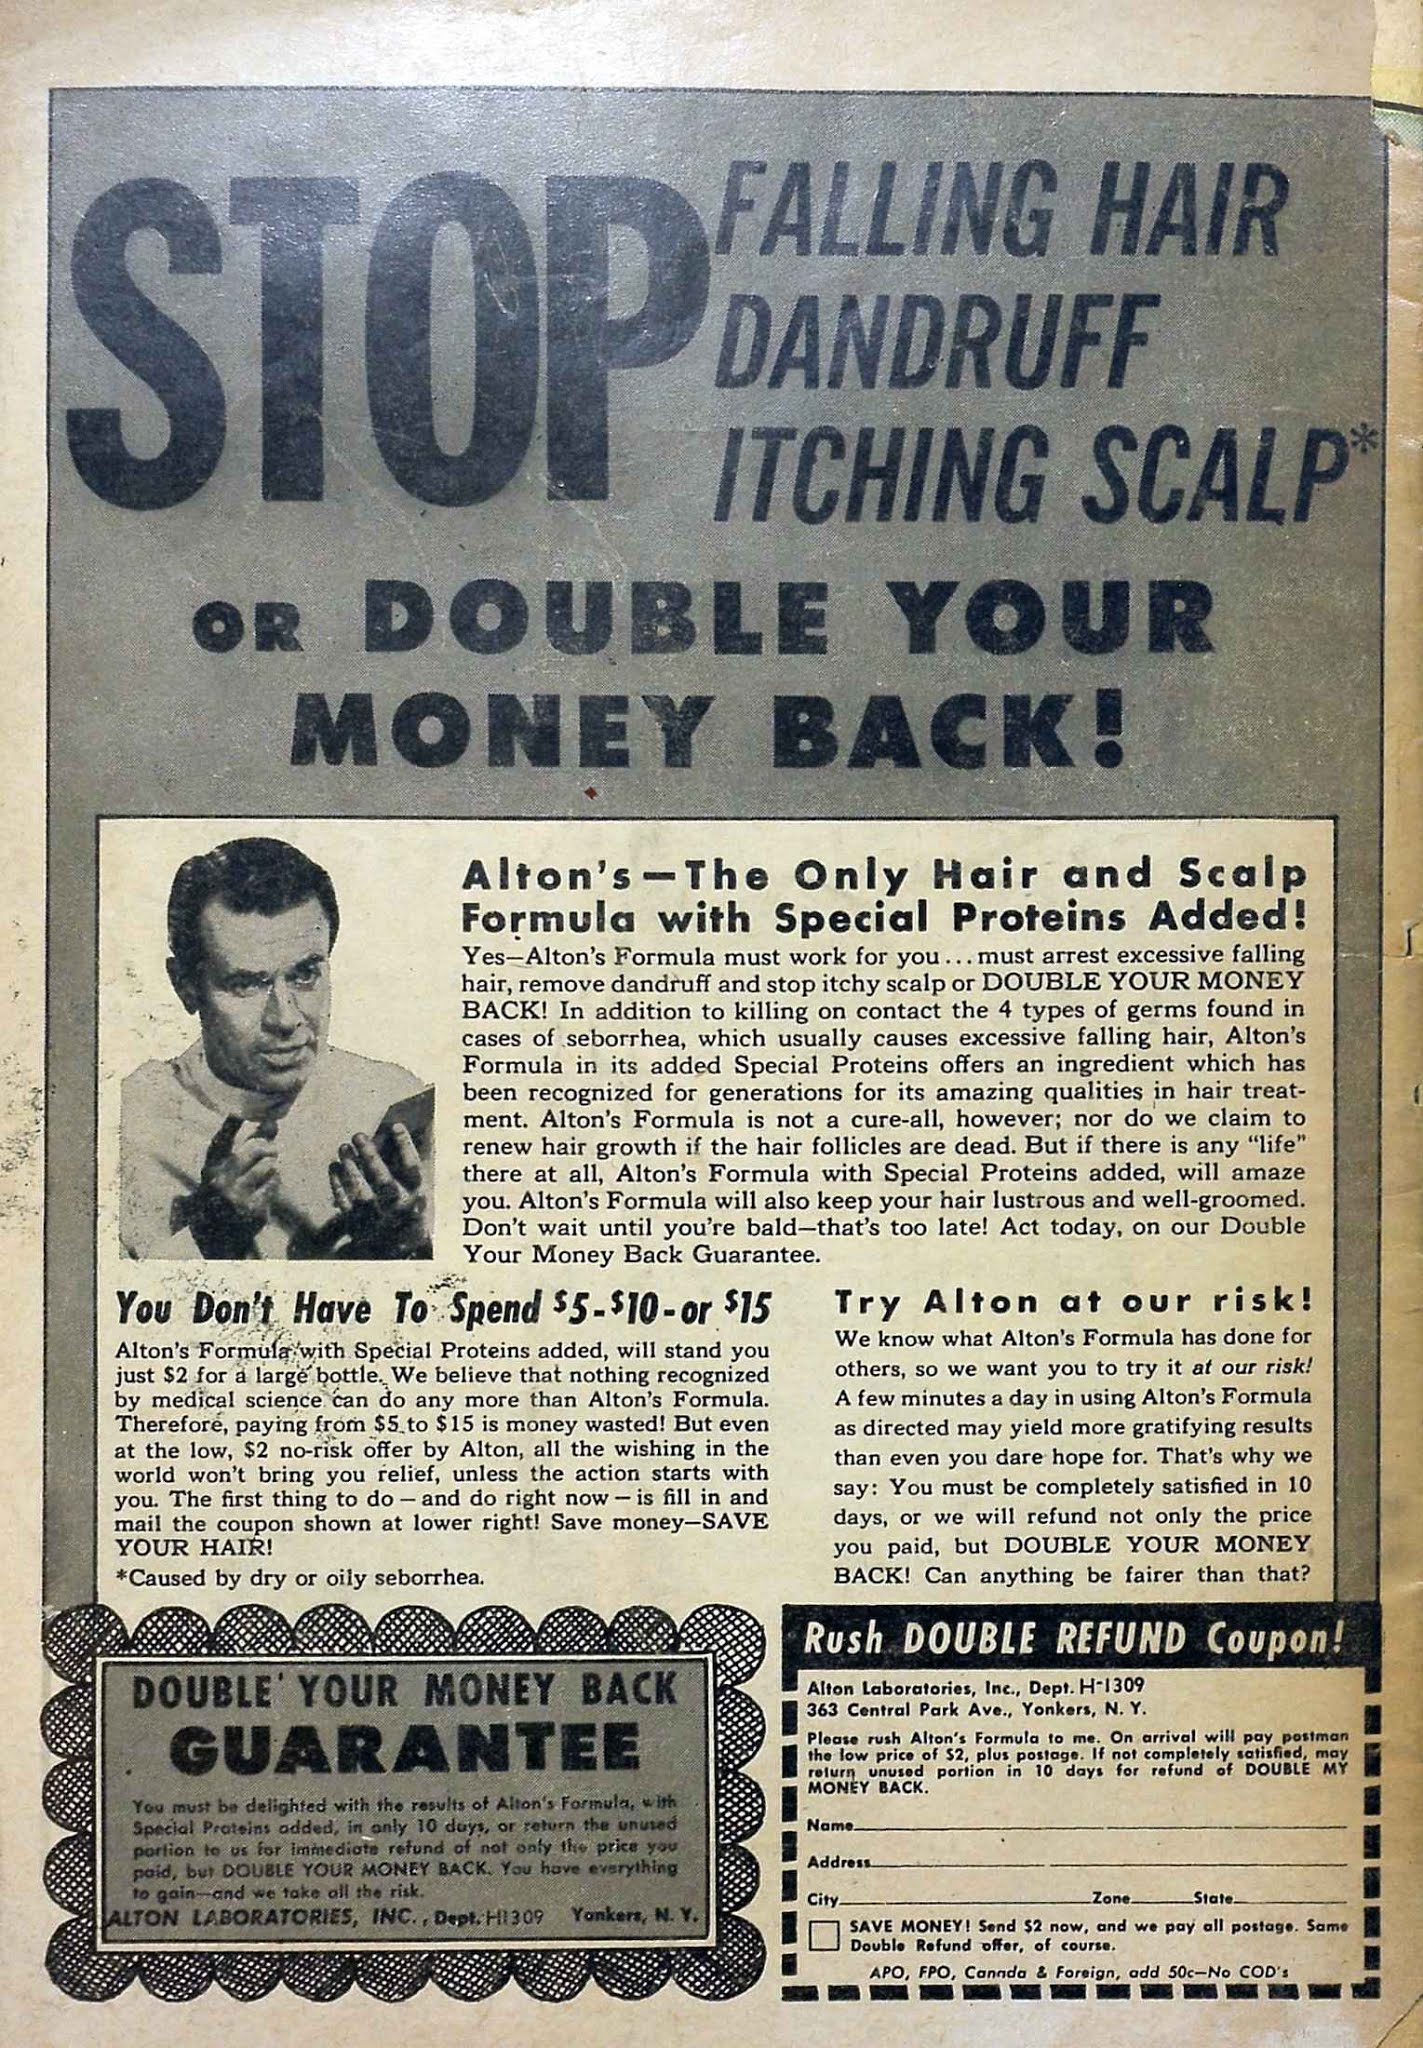 STOP
FALLING HAIR
DANDRUFF
ITCHING SCALP*
OR DOUBLE YOUR
MONEY BACK!
Alton's—The Only Hair and Scalp
Formula with Special Proteins Added!
Yes—Alton's Formula must work for you...must arrest excessive falling
hair, remove dandruff and stop itchy scalp or DOUBLE YOUR MONEY
BACK! In addition to killing on contact the 4 types of germs found in
cases of seborrhea, which usually causes excessive falling hair, Alton's
Formula in its added Special Proteins offers an ingredient which has
been recognized for generations for its amazing qualities in hair treat-
ment. Alton's Formula is not a cure-all, however; nor do we claim to
renew hair growth if the hair follicles are dead. But if there is any "life"
there at all, Alton's Formula with Special Proteins added, will amaze
you. Alton's Formula will also keep your hair lustrous and well-groomed.
Don't wait until you're bald—that's too late! Act today, on our Double
Your Money Back Guarantee.
You Don't Have To Spend $5-$10-or $15
Alton's Formula with Special Proteins added, will stand you
just $2 for a large bottle. We believe that nothing recognized
by medical science can do any more than Alton's Formula.
Therefore, paying from $5 to $15 is money wasted! But even
at the low, $2 no-risk offer by Alton, all the wishing in the
world won't bring you relief, unless the action starts with
you. The first thing to do—and do right now—is fill in and
mail the coupon shown at lower right! Save money—SAVE
YOUR HAIR!
*Caused by dry or oily seborrhea.
Try Alton at our risk!
We know what Alton's Formula has done for
others, so we want you to try it at our risk!
A few minutes a day in using Alton's Formula
as directed may yield more gratifying results
than even you dare hope for. That's why we
say: You must be completely satisfied in 10
days, or we will refund not only the price
you paid, but DOUBLE YOUR MONEY
BACK! Can anything be fairer than that?
DOUBLE YOUR MONEY BACK
GUARANTEE
You must be delighted with the results of Alton's Formula, with
Special Proteins added, in only 10 days, or return the unused
portion to us for immediate refund of not only the price you
paid, but DOUBLE YOUR MONEY BACK. You have everything
to gain—and we take all the risk.
ALTON LABORATORIES, INC., Dept. H1309 Yonkers, N. Y.
Rush DOUBLE REFUND Coupon!
Alton Laboratories, Inc., Dept. H-1309
363 Central Park Ave., Yonkers, N. Y.
Please rush Alton's Formula to me. On arrival will pay postman
the low price of $2, plus postage. If not completely satisfied, may
return unused portion in 10 days for refund of DOUBLE MY
MONEY BACK.
Name
Address
City Zone State
SAVE MONEY! Send $2 now, and we pay all postage. Same
Double Refund offer, of course.
APO, FPO, Canada & Foreign, add 50c—No COD's